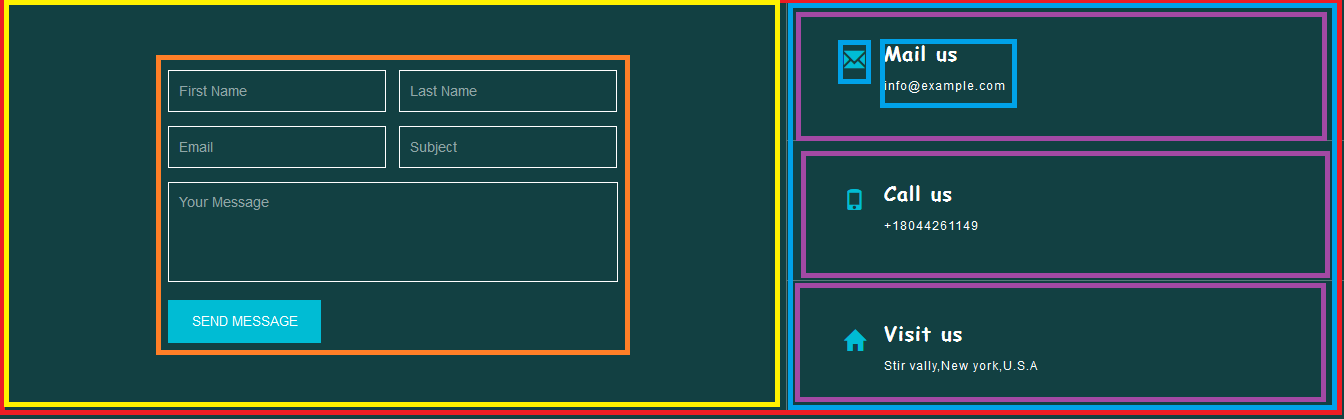 First Name
Last Name
Email
Subject
Your Message
SEND MESSAGE
Mail us
info@example.com
Call us
+18044261149
Visit us
Stir vally,New york,U.S.A